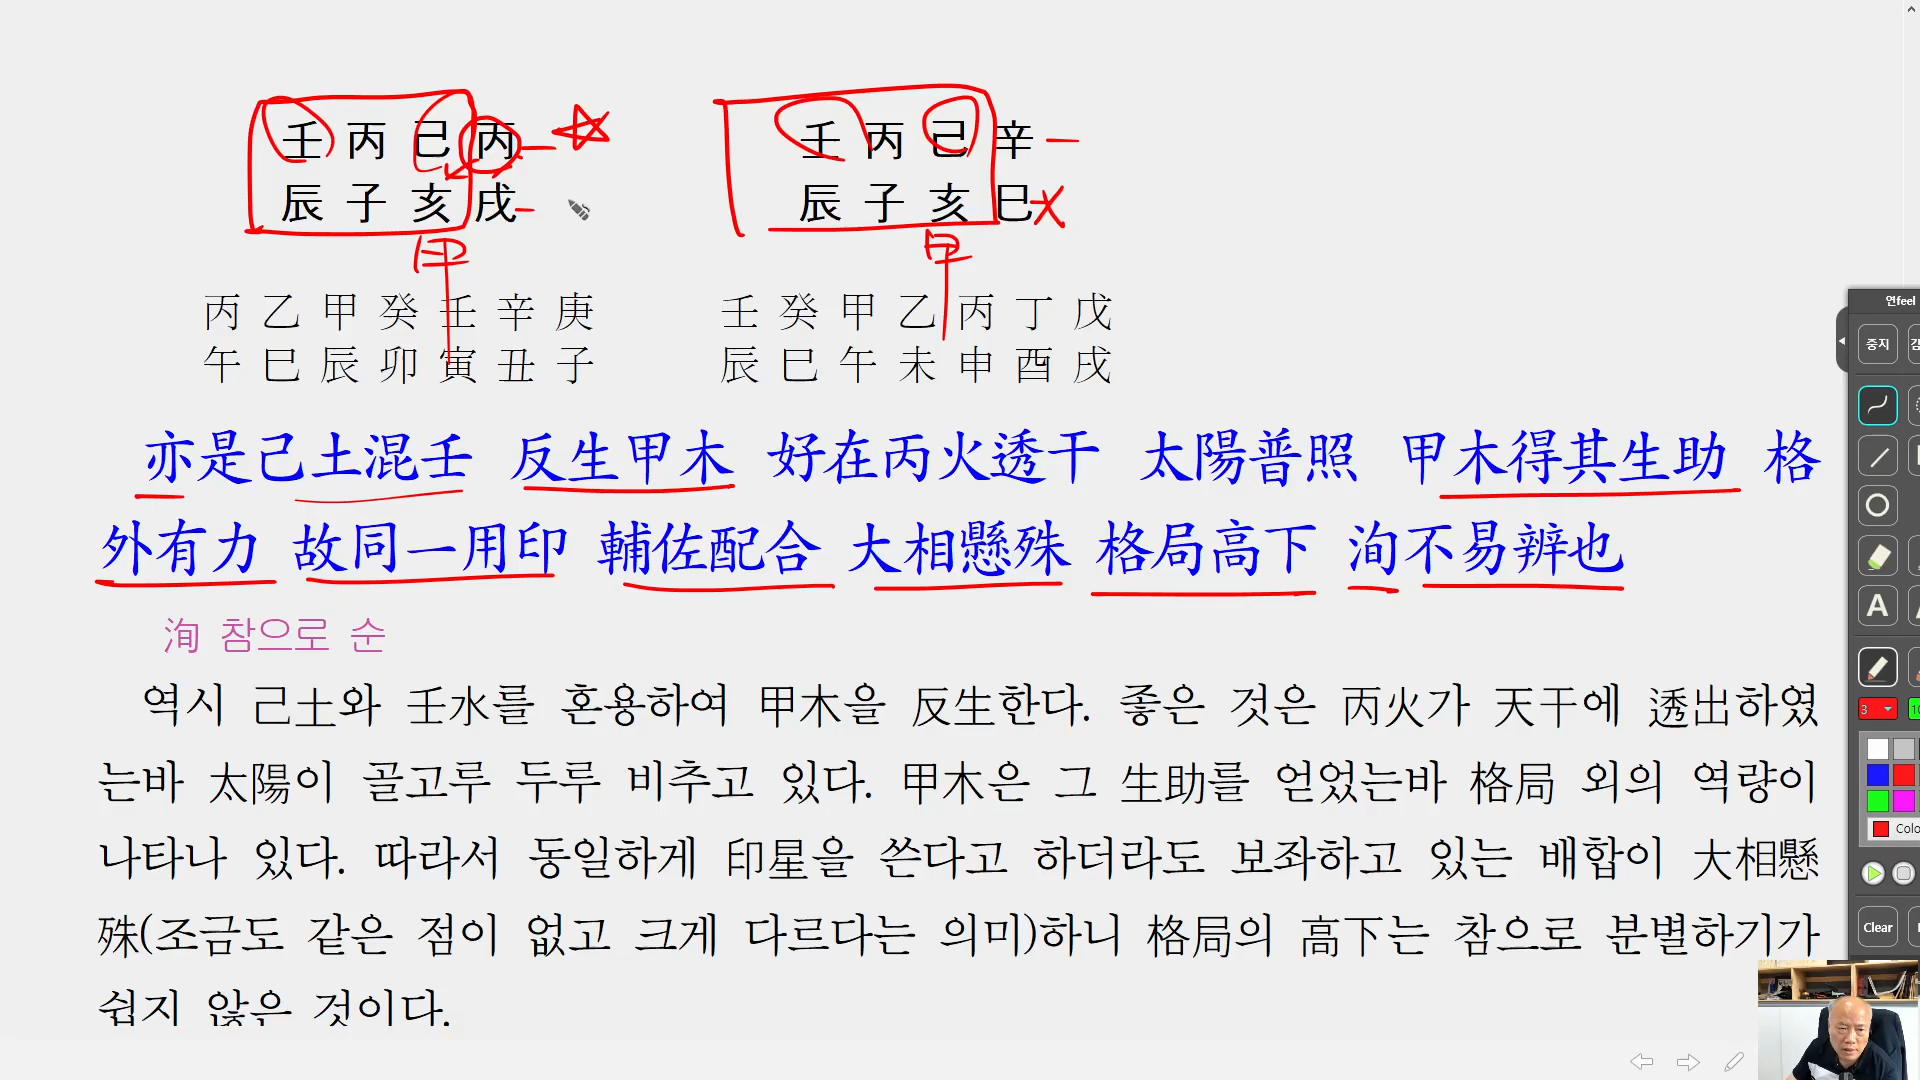 壬 丙 己 丙
辰 子 亥 戌
甲
丙 乙 甲 癸 壬 辛 庚
午 巳 辰 卯 寅 丑 子
壬 丙 己 辛
辰 子 亥 巳
甲
壬 癸 甲 乙 丙 丁 戊
辰 巳 午 未 申 酉 戌
亦是己土混壬 反生甲木 好在丙火透干 太陽普照 甲木得其生助 格
外有力 故同一用印 輔佐配合 大相懸殊 格局高下 洵不易辨也
洵 참으로 순
역시 己土와 壬水를 혼용하여 甲木을 反生한다. 좋은 것은 丙火가 天干에 透出하였
는바 太陽이 골고루 두루 비추고 있다. 甲木은 그 生助를 얻었는바 格局 외의 역량이
나타나 있다. 따라서 동일하게 印星을 쓴다고 하더라도 보좌하고 있는 배합이 大相懸
殊(조금도 같은 점이 없고 크게 다르다는 의미)하니 格局의 高下는 참으로 분별하기가
쉽지 않은 것이다.
연feel
중지
A
3
Colo
Clear